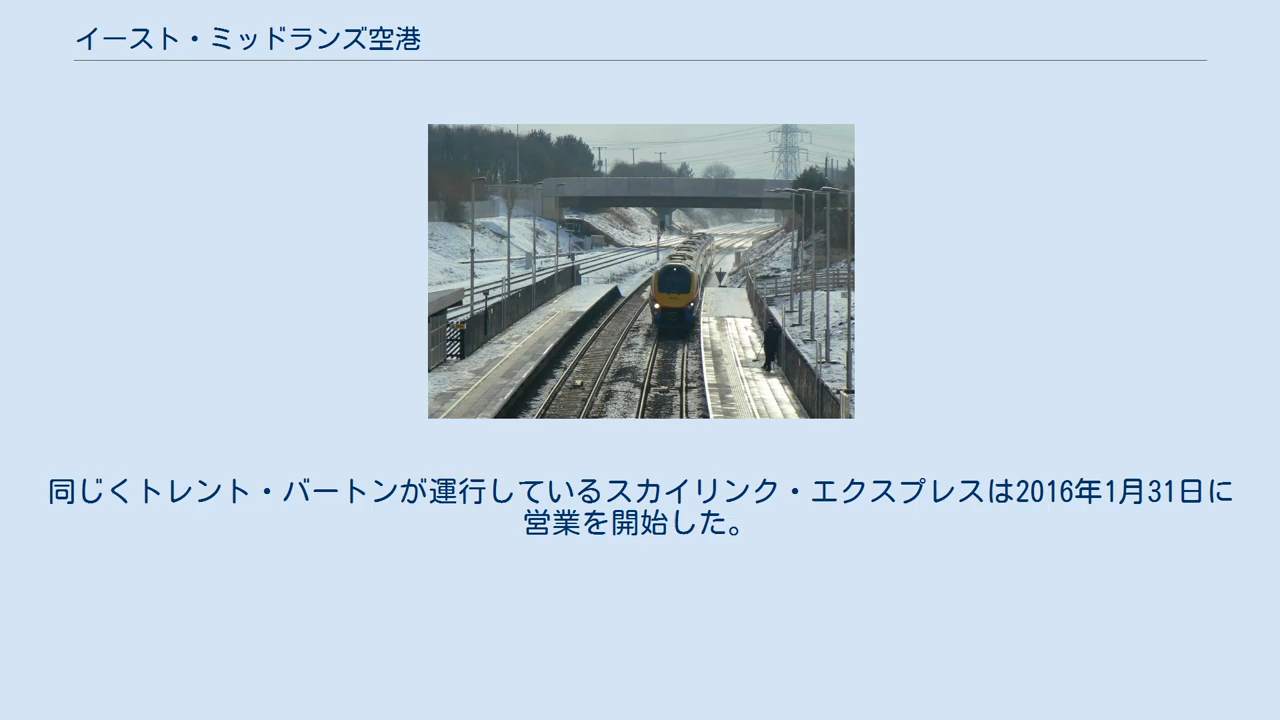 イースト・ミッドランズ空港
同じくトレント・バートンが運行しているスカイリンク・エクスプレスは2016年1月31日に
営業を開始した。